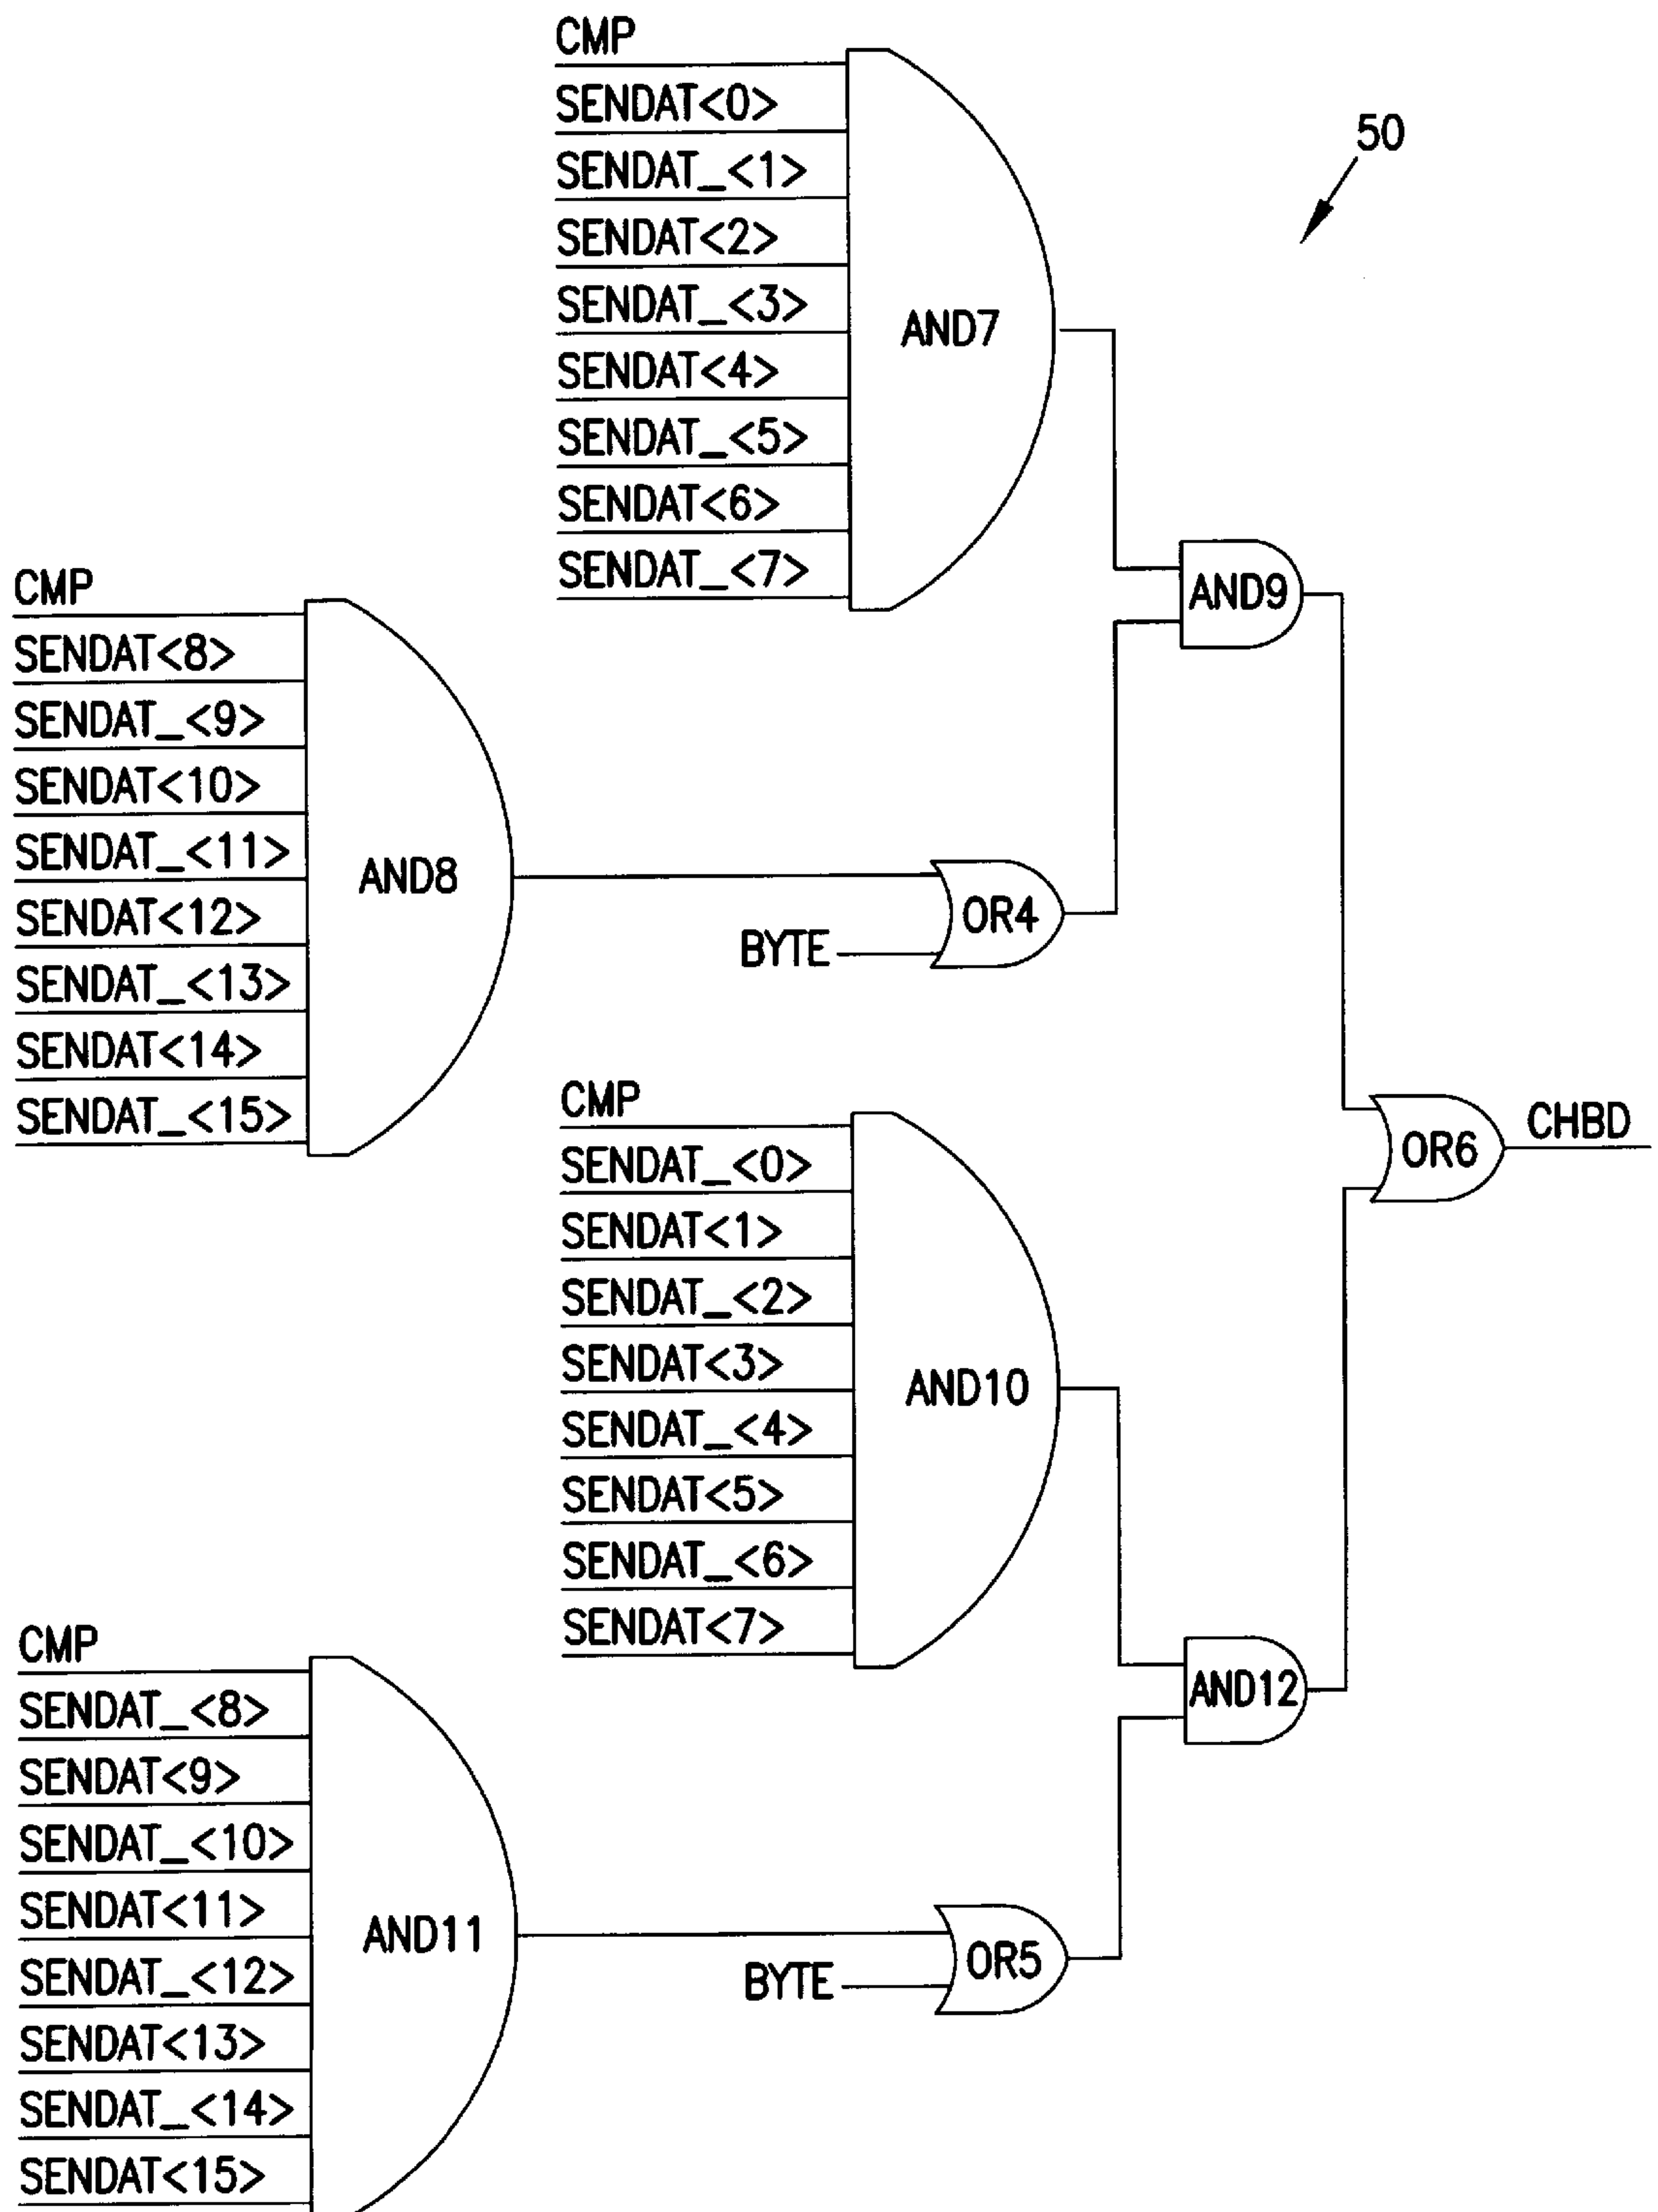 CMP
SENDAT<0>
SENDAT_<1>
SENDAT<2>
SENDAT_<3>
SENDAT<4>
SENDAT_<5>
SENDAT<6>
SENDAT_<7>
AND7
50
AND9
CMP
SENDAT<8>
SENDAT_<9>
SENDAT<10>
SENDAT_<11>
SENDAT<12>
SENDAT_<13>
SENDAT<14>
SENDAT_<15>
AND8
BYTE
OR4
CMP
SENDAT_<0>
SENDAT<1>
SENDAT_<2>
SENDAT<3>
SENDAT_<4>
SENDAT<5>
SENDAT_<6>
SENDAT<7>
AND10
OR6
CHBD
AND12
CMP
SENDAT_<8>
SENDAT<9>
SENDAT_<10>
SENDAT<11>
SENDAT_<12>
SENDAT<13>
SENDAT_<14>
SENDAT<15>
AND11
BYTE
OR5